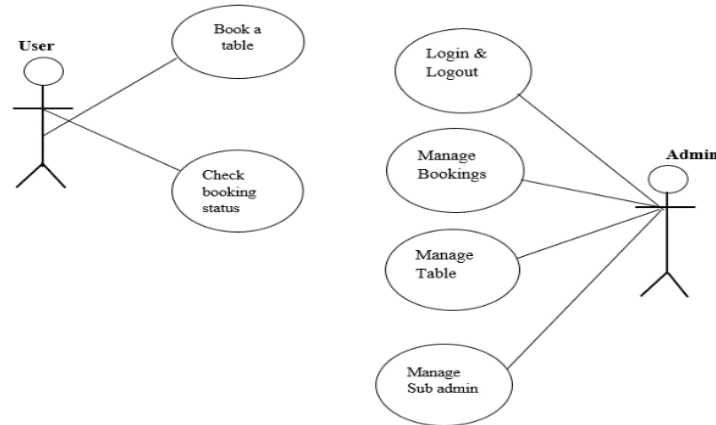 User
Book a
table
Check
booking
status
Login &
Logout
Manage
Bookings
Manage
Table
Manage
Sub admin
Admin